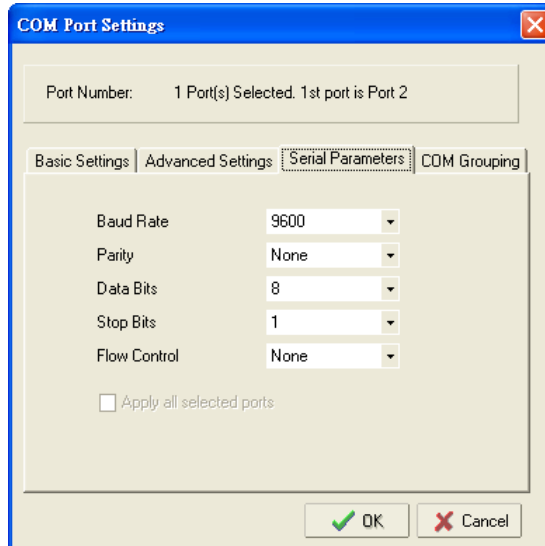 COM Port Settings
Port Number: 1 Port(s) Selected. 1st port is Port 2
Basic Settings Advanced Settings Serial Parameters COM Grouping
Baud Rate 9600
Parity None
Data Bits 8
Stop Bits 1
Flow Control None
Apply all selected ports
OK Cancel